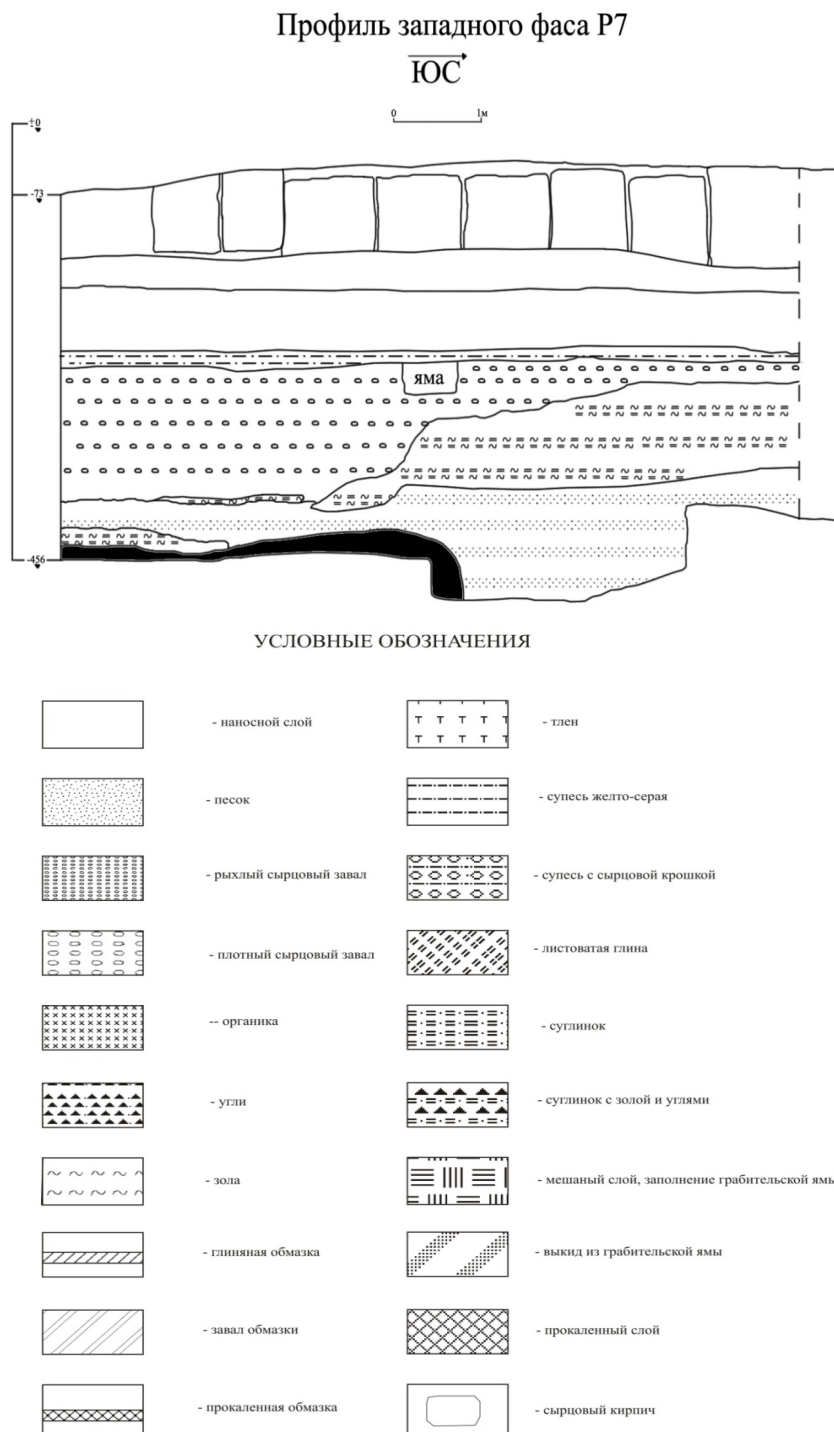 Профиль западного фаса Р7
ЮС
0 1м
±0
-73
яма
-456
УСЛОВНЫЕ ОБОЗНАЧЕНИЯ
- наносной слой
- тлен
- песок
- супесь желто-серая
- рыхлый сырцовый завал
- супесь с сырцовой крошкой
- плотный сырцовый завал
- листоватая глина
-- органика
- суглинок
- угли
- суглинок с золой и углями
- зола
- мешаный слой, заполнение грабительской ямы
- глиняная обмазка
- выкид из грабительской ямы
- завал обмазки
- прокаленный слой
- прокаленная обмазка
- сырцовый кирпич